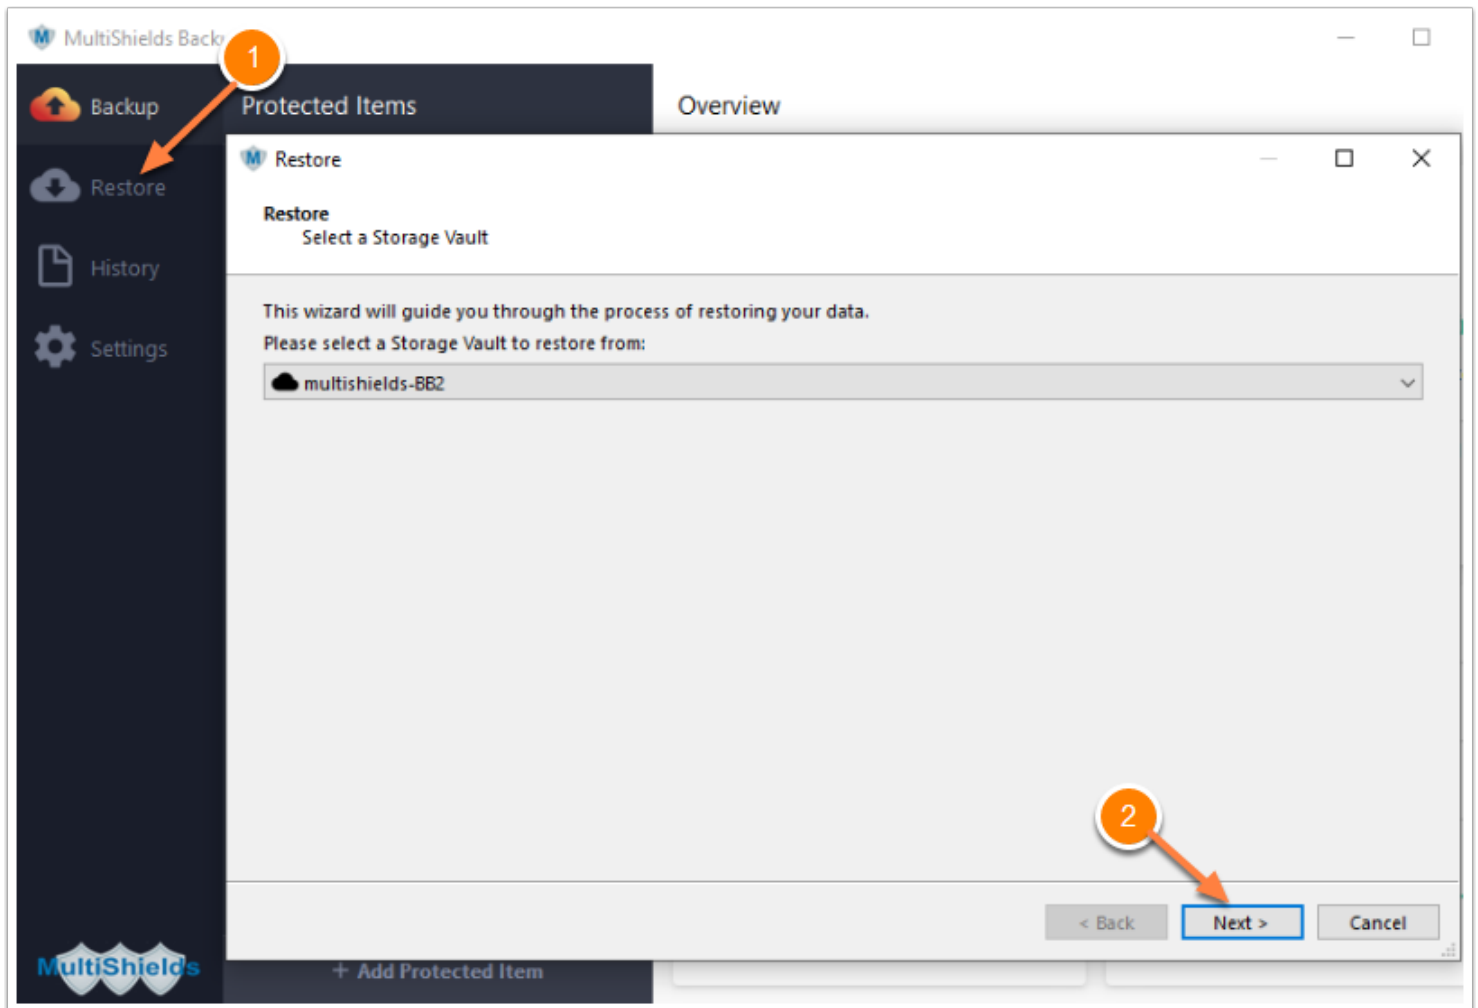 MultiShields Back
1
Backup
Protected Items
Overview
Restore
Restore
Restore
Select a Storage Vault
History
Settings
This wizard will guide you through the process of restoring your data.
Please select a Storage Vault to restore from:
multishields-BB2
2
< Back
Next >
Cancel
MultiShields
+ Add Protected Item